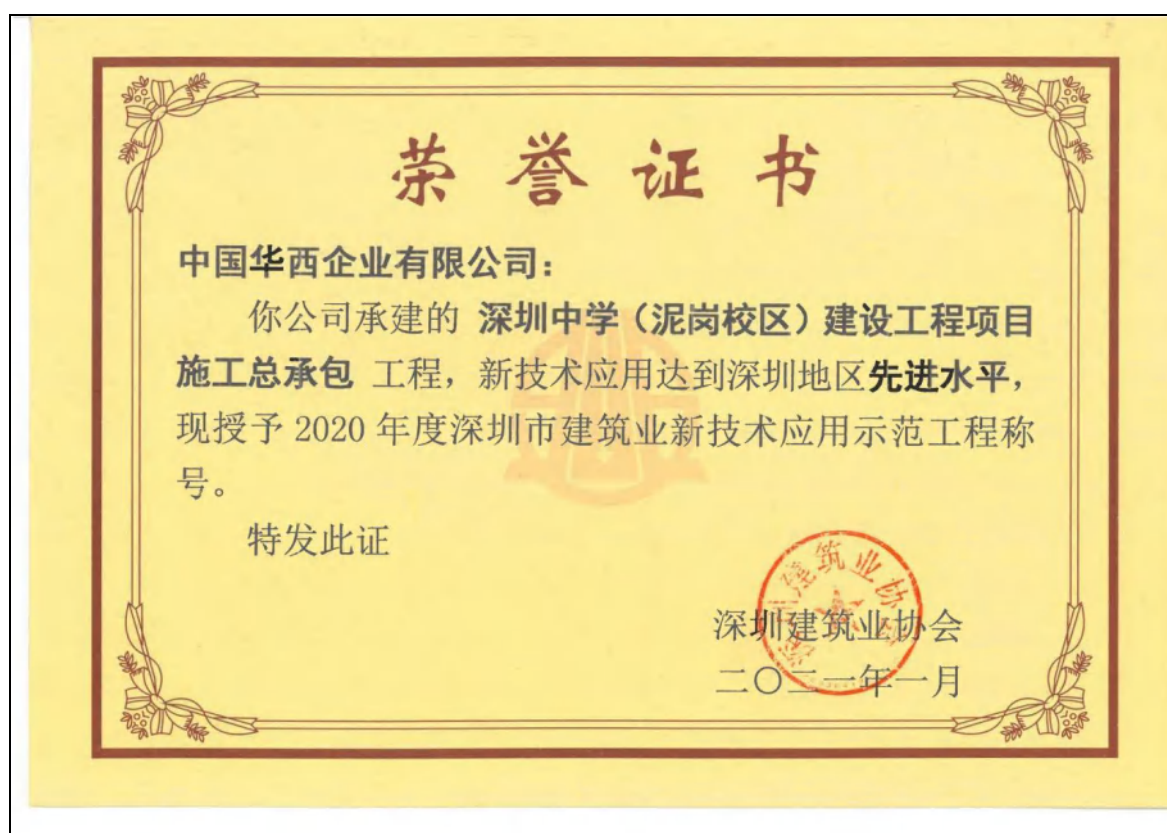 荣誉证书
中国华西企业有限公司：
你公司承建的 深圳中学（泥岗校区）建设工程项目
施工总承包 工程，新技术应用达到深圳地区先进水平，
现授予 2020 年度深圳市建筑业新技术应用示范工程称
号。
特发此证
深圳建筑业协会
二〇二一年一月